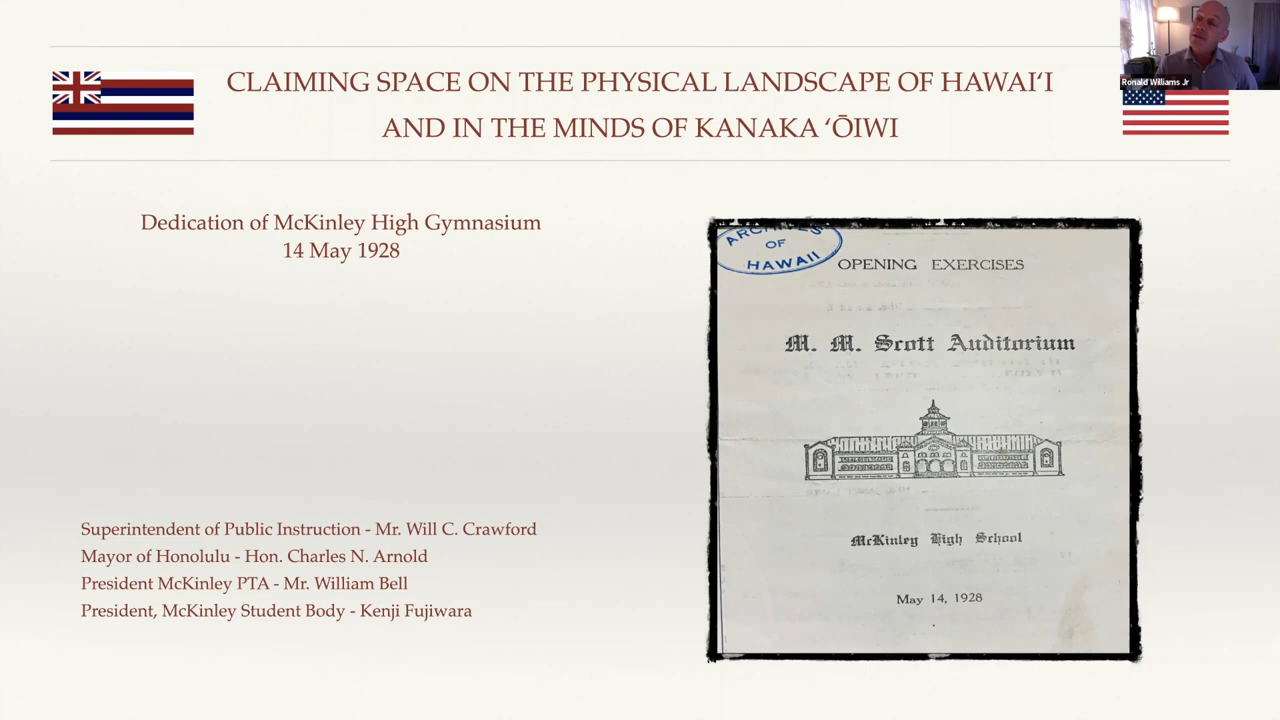 CLAIMING SPACE ON THE PHYSICAL LANDSCAPE OF HAWAIʻI
AND IN THE MINDS OF KANAKA ʻŌIWI
Ronald Williams Jr
Dedication of McKinley High Gymnasium
14 May 1928
Superintendent of Public Instruction - Mr. Will C. Crawford
Mayor of Honolulu - Hon. Charles N. Arnold
President McKinley PTA - Mr. William Bell
President, McKinley Student Body - Kenji Fujiwara
ARCHIVES
OF
HAWAII
OPENING EXERCISES
M. M. Scott Auditorium
McKinley High School
May 14, 1928